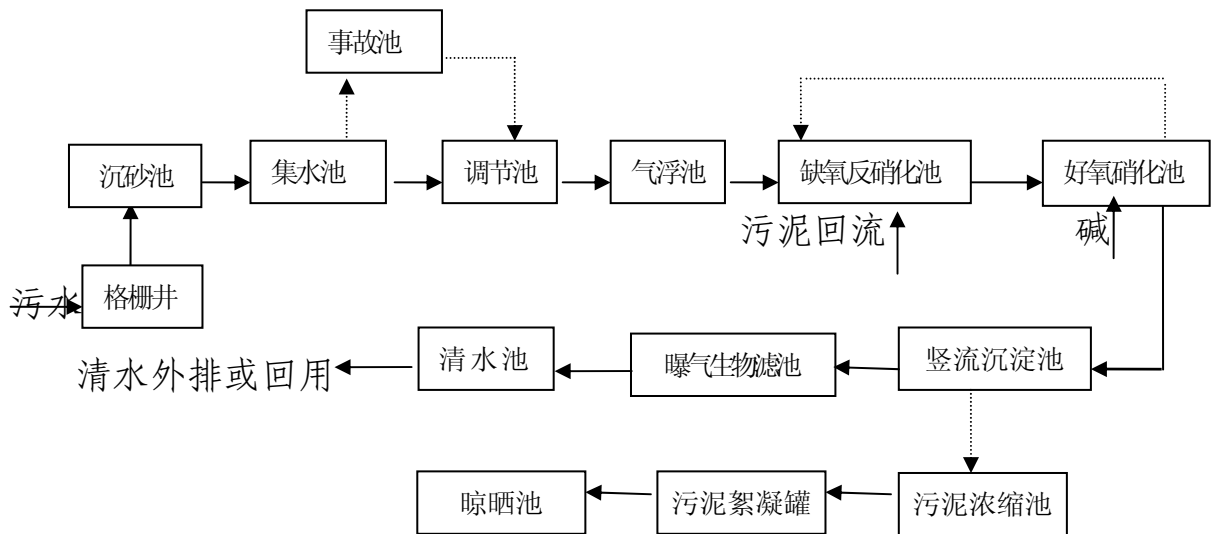 事故池
沉砂池
集水池
调节池
气浮池
缺氧反硝化池
好氧硝化池
污泥回流
碱
污水
格栅井
清水外排或回用
清水池
曝气生物滤池
竖流沉淀池
晾晒池
污泥絮凝罐
污泥浓缩池